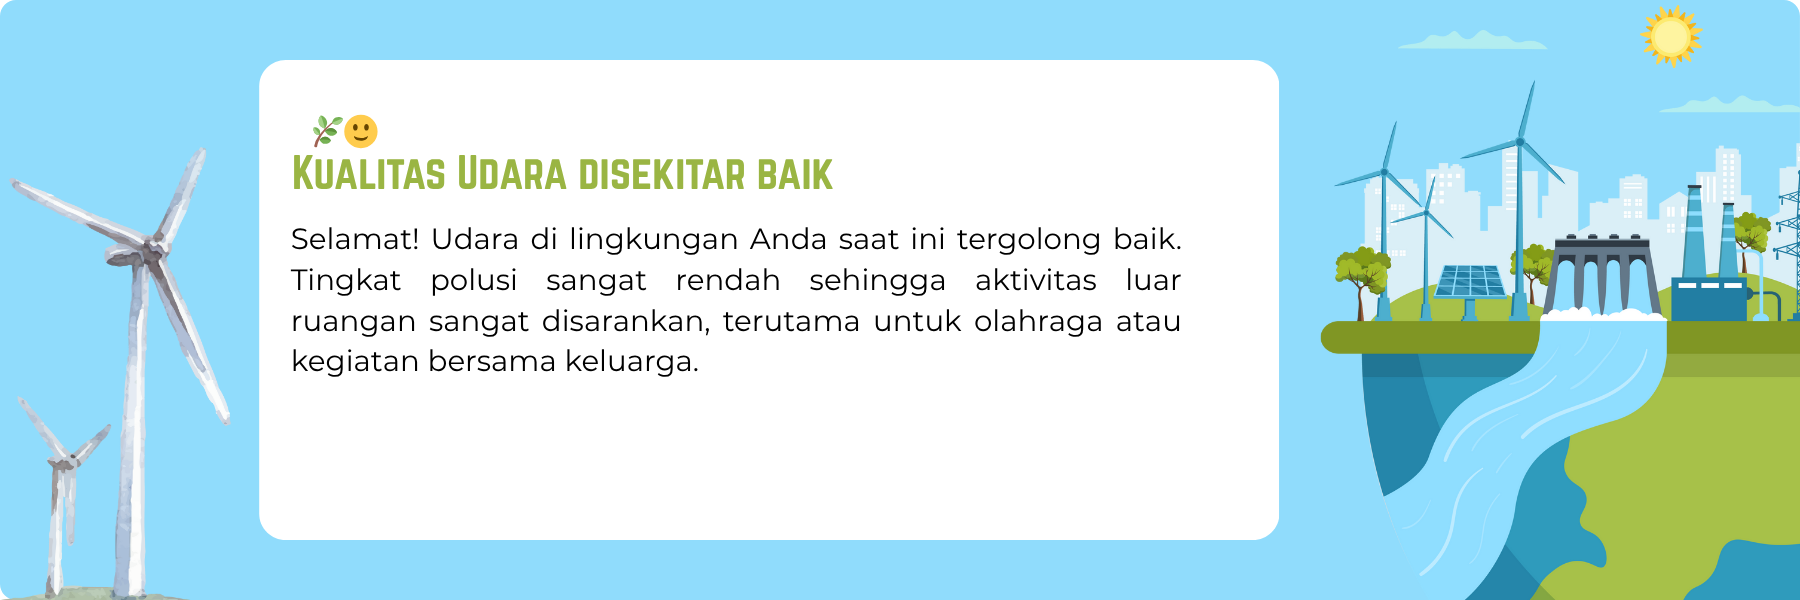 🌿🙂
Kualitas Udara disekitar baik
Selamat! Udara di lingkungan Anda saat ini tergolong baik.
Tingkat polusi sangat rendah sehingga aktivitas luar
ruangan sangat disarankan, terutama untuk olahraga atau
kegiatan bersama keluarga.